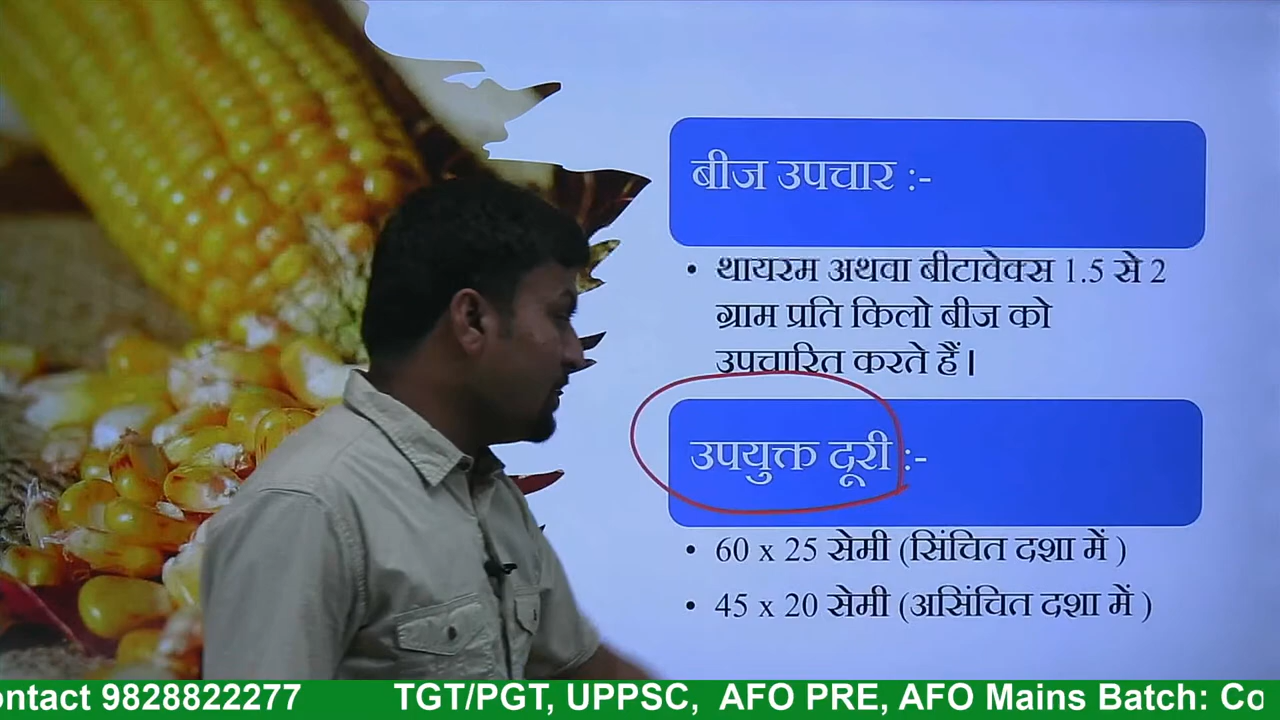 बीज उपचार :-
• थायरम अथवा बीटावेक्स 1.5 से 2
ग्राम प्रति किलो बीज को
उपचारित करते हैं।
उपयुक्त दूरी :-
• 60 x 25 सेमी (सिंचित दशा में )
• 45 x 20 सेमी (असिंचित दशा में )
ontact 9828822277 TGT/PGT, UPPSC, AFO PRE, AFO Mains Batch: Co